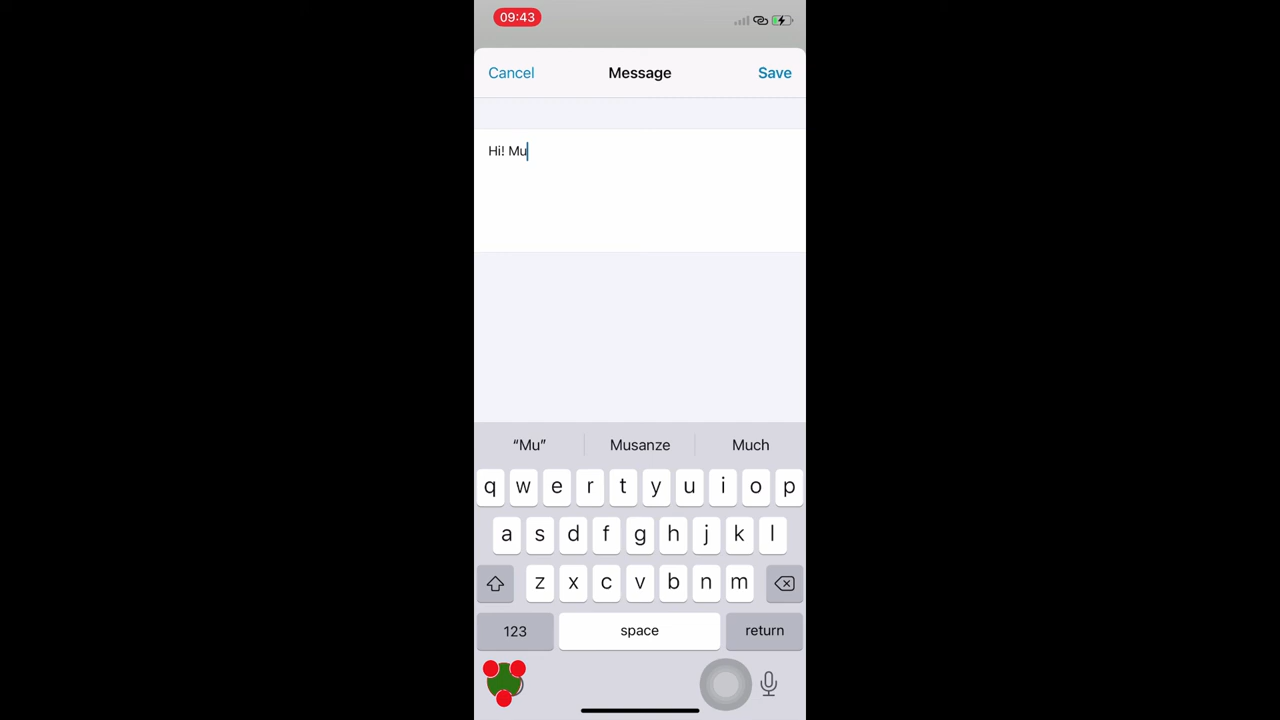 09:43
Cancel Message Save
Hi! Mu
“Mu” Musanze Much
q w e r t y u i o p
a s d f g h j k l
z x c v b n m
123 space return